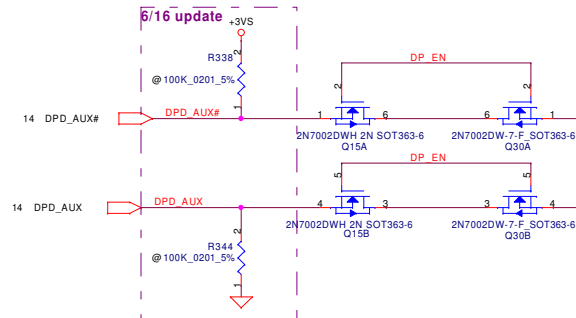 6/16 update
+3VS
2
R338
@ 100K_0201_5%
1
DP_EN
2
2
14 DPD_AUX#
DPD_AUX#
1
6
6
1
2N7002DWH 2N SOT363-6
2N7002DW-7-F_SOT363-6
Q15A
Q30A
DP_EN
5
5
14 DPD_AUX
DPD_AUX
4
3
3
4
2N7002DWH 2N SOT363-6
2N7002DW-7-F_SOT363-6
Q15B
Q30B
2
R344
@ 100K_0201_5%
1